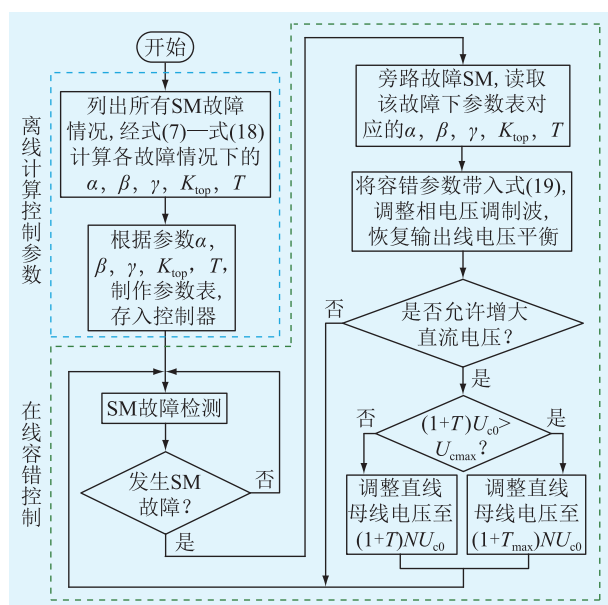 开始
离线计算控制参数
列出所有SM故障
情况, 经式(7)—式(18)
计算各故障情况下的
α, β, γ, K_top, T
根据参数α,
β, γ, K_top, T,
制作参数表,
存入控制器
在线容错控制
SM故障检测
发生SM
故障?
否
是
旁路故障SM, 读取
该故障下参数表对
应的α, β, γ, K_top, T
将容错参数带入式(19),
调整相电压调制波,
恢复输出线电压平衡
是否允许增大
直流电压?
否
是
(1+T)U_c0>
U_cmax?
否
是
调整直线
母线电压至
(1+T)NU_c0
调整直线
母线电压至
(1+T_max)NU_c0